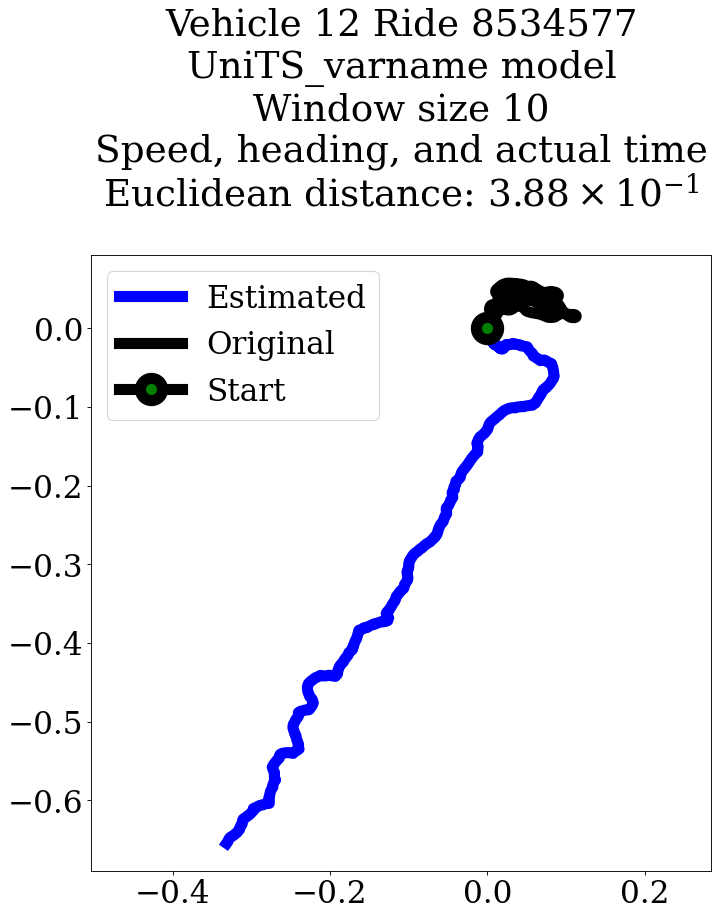 Vehicle 12 Ride 8534577
UniTS_varname model
Window size 10
Speed, heading, and actual time
Euclidean distance: 3.88 × 10⁻¹
Estimated
Original
Start
0.0
−0.1
−0.2
−0.3
−0.4
−0.5
−0.6
−0.4 −0.2 0.0 0.2